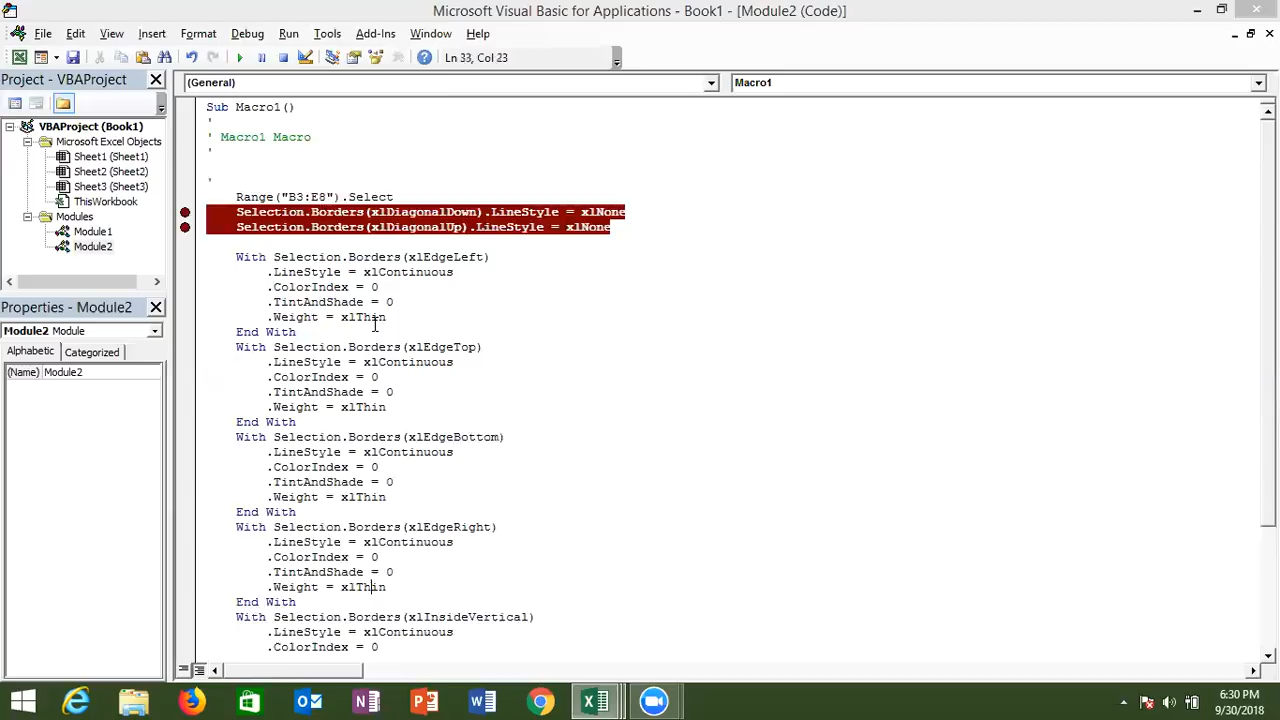 Microsoft Visual Basic for Applications - Book1 - [Module2 (Code)]
File Edit View Insert Format Debug Run Tools Add-Ins Window Help
Ln 33, Col 23
Project - VBAProject
(General)
Macro1
VBAProject (Book1)
Microsoft Excel Objects
Sheet1 (Sheet1)
Sheet2 (Sheet2)
Sheet3 (Sheet3)
ThisWorkbook
Modules
Module1
Module2
Properties - Module2
Module2 Module
Alphabetic Categorized
(Name) Module2
Sub Macro1()
'
' Macro1 Macro
'
'
Range("B3:E8").Select
Selection.Borders(xlDiagonalDown).LineStyle = xlNone
Selection.Borders(xlDiagonalUp).LineStyle = xlNone
With Selection.Borders(xlEdgeLeft)
.LineStyle = xlContinuous
.ColorIndex = 0
.TintAndShade = 0
.Weight = xlThin
End With
With Selection.Borders(xlEdgeTop)
.LineStyle = xlContinuous
.ColorIndex = 0
.TintAndShade = 0
.Weight = xlThin
End With
With Selection.Borders(xlEdgeBottom)
.LineStyle = xlContinuous
.ColorIndex = 0
.TintAndShade = 0
.Weight = xlThin
End With
With Selection.Borders(xlEdgeRight)
.LineStyle = xlContinuous
.ColorIndex = 0
.TintAndShade = 0
.Weight = xlThin
End With
With Selection.Borders(xlInsideVertical)
.LineStyle = xlContinuous
.ColorIndex = 0
6:30 PM
9/30/2018